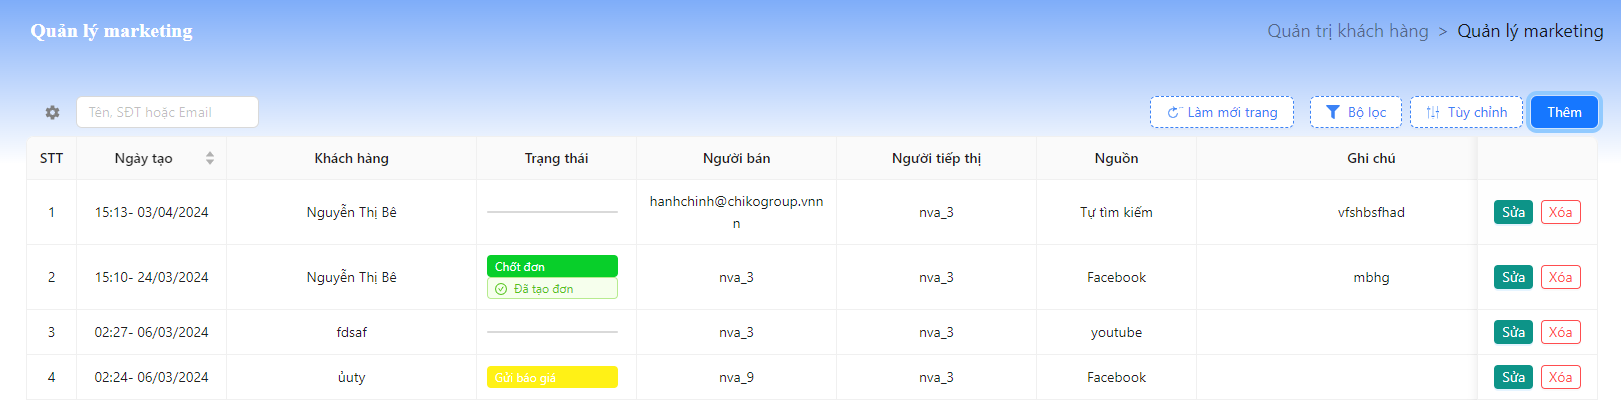 Quản lý marketing
Quản trị khách hàng > Quản lý marketing
Tên, SĐT hoặc Email
Làm mới trang
Bộ lọc
Tùy chỉnh
Thêm
STT Ngày tạo Khách hàng Trạng thái Người bán Người tiếp thị Nguồn Ghi chú
1 15:13- 03/04/2024 Nguyễn Thị Bê hanhchinh@chikogroup.vnn
n nva_3 Tự tìm kiếm vfshbsfhad Sửa Xóa
2 15:10- 24/03/2024 Nguyễn Thị Bê Chốt đơn
Đã tạo đơn nva_3 nva_3 Facebook mbhg Sửa Xóa
3 02:27- 06/03/2024 fdsaf nva_3 nva_3 youtube Sửa Xóa
4 02:24- 06/03/2024 ủuty Gửi báo giá nva_9 nva_3 Facebook Sửa Xóa